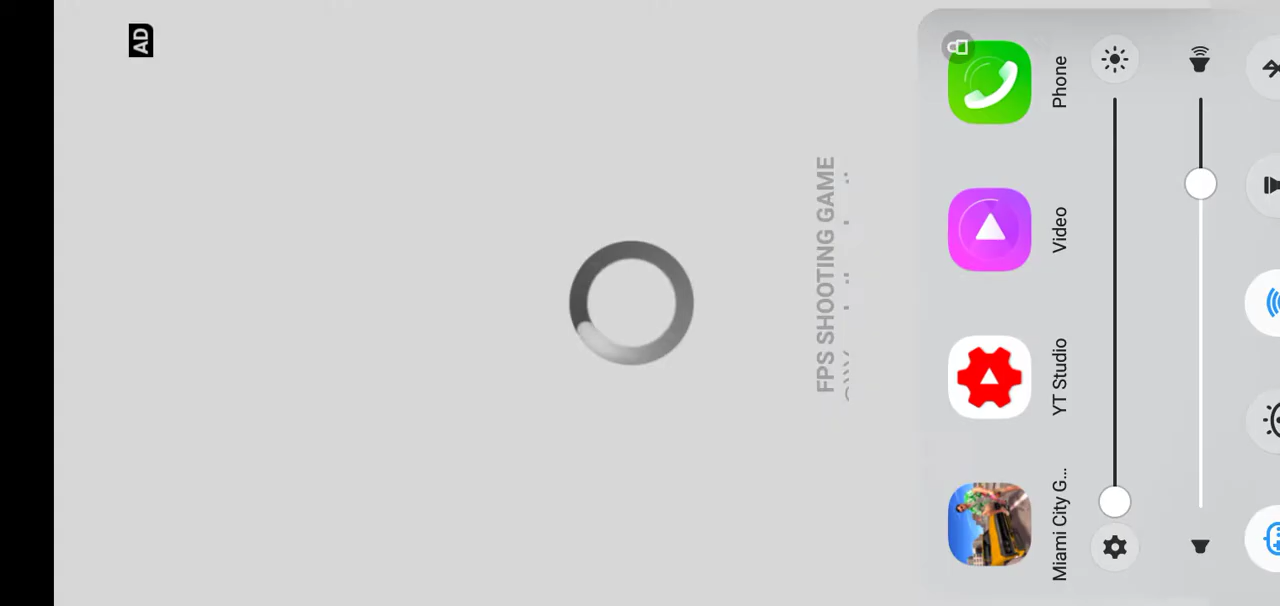 AD
FPS SHOOTING GAME
Phone
Video
YT Studio
Miami City G...